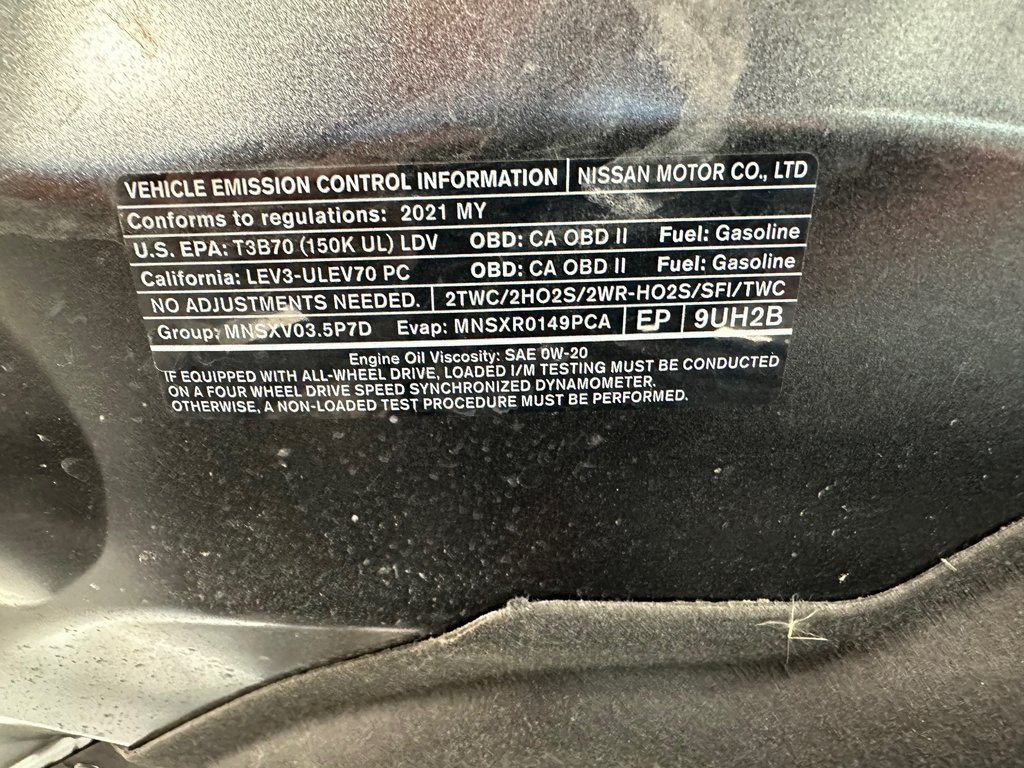 VEHICLE EMISSION CONTROL INFORMATION NISSAN MOTOR CO., LTD
Conforms to regulations: 2021 MY
U.S. EPA: T3B70 (150K UL) LDV OBD: CA OBD II Fuel: Gasoline
California: LEV3-ULEV70 PC OBD: CA OBD II Fuel: Gasoline
NO ADJUSTMENTS NEEDED. 2TWC/2HO2S/2WR-HO2S/SFI/TWC
Group: MNSXV03.5P7D Evap: MNSXR0149PCA EP 9UH2B
Engine Oil Viscosity: SAE 0W-20
IF EQUIPPED WITH ALL-WHEEL DRIVE, LOADED I/M TESTING MUST BE CONDUCTED
ON A FOUR WHEEL DRIVE SPEED SYNCHRONIZED DYNAMOMETER.
OTHERWISE, A NON-LOADED TEST PROCEDURE MUST BE PERFORMED.